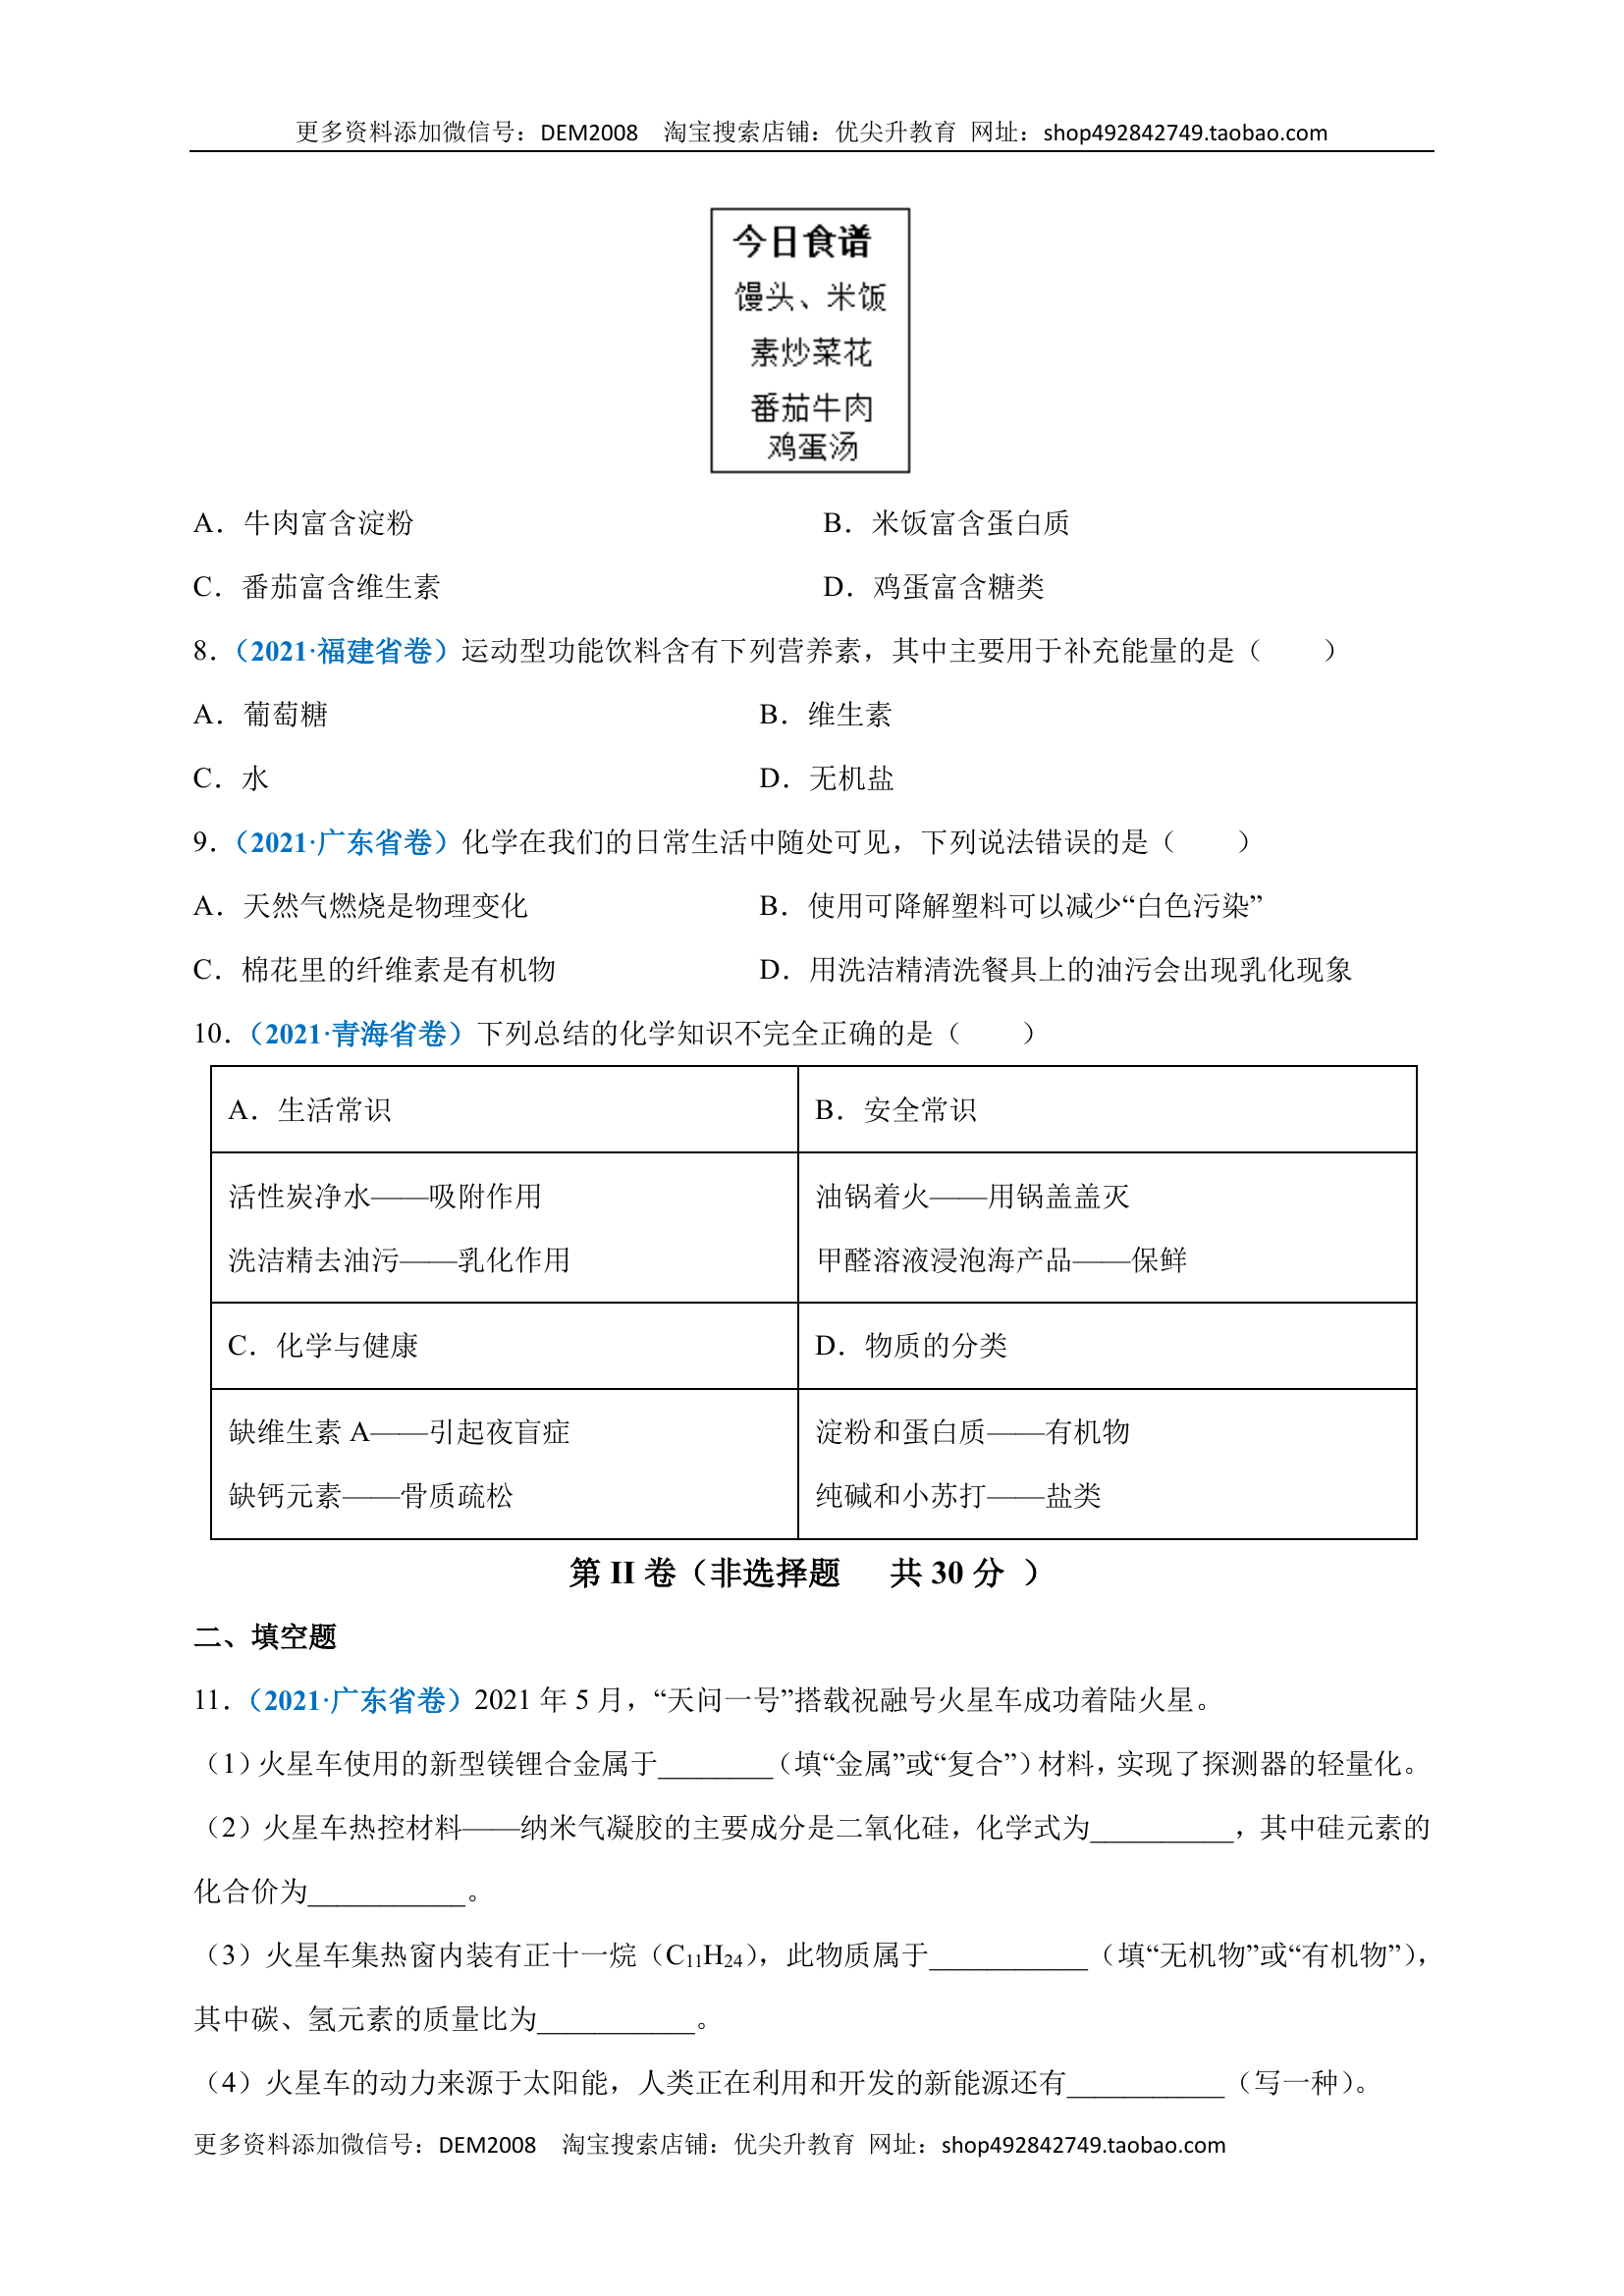 更多资料添加微信号：DEM2008 淘宝搜索店铺：优尖升教育 网址：shop492842749.taobao.com
今日食谱
馒头、米饭
素炒菜花
番茄牛肉
鸡蛋汤
A．牛肉富含淀粉 B．米饭富含蛋白质
C．番茄富含维生素 D．鸡蛋富含糖类
8．（2021·福建省卷）运动型功能饮料含有下列营养素，其中主要用于补充能量的是（ ）
A．葡萄糖 B．维生素
C．水 D．无机盐
9．（2021·广东省卷）化学在我们的日常生活中随处可见，下列说法错误的是（ ）
A．天然气燃烧是物理变化 B．使用可降解塑料可以减少“白色污染”
C．棉花里的纤维素是有机物 D．用洗洁精清洗餐具上的油污会出现乳化现象
10．（2021·青海省卷）下列总结的化学知识不完全正确的是（ ）
A．生活常识 B．安全常识
活性炭净水——吸附作用 油锅着火——用锅盖盖灭
洗洁精去油污——乳化作用 甲醛溶液浸泡海产品——保鲜
C．化学与健康 D．物质的分类
缺维生素 A——引起夜盲症 淀粉和蛋白质——有机物
缺钙元素——骨质疏松 纯碱和小苏打——盐类
第 II 卷（非选择题 共 30 分 ）
二、填空题
11．（2021·广东省卷）2021 年 5 月，“天问一号”搭载祝融号火星车成功着陆火星。
（1）火星车使用的新型镁锂合金属于________（填“金属”或“复合”）材料，实现了探测器的轻量化。
（2）火星车热控材料——纳米气凝胶的主要成分是二氧化硅，化学式为__________，其中硅元素的
化合价为___________。
（3）火星车集热窗内装有正十一烷（C₁₁H₂₄），此物质属于___________（填“无机物”或“有机物”），
其中碳、氢元素的质量比为___________。
（4）火星车的动力来源于太阳能，人类正在利用和开发的新能源还有___________（写一种）。
更多资料添加微信号：DEM2008 淘宝搜索店铺：优尖升教育 网址：shop492842749.taobao.com